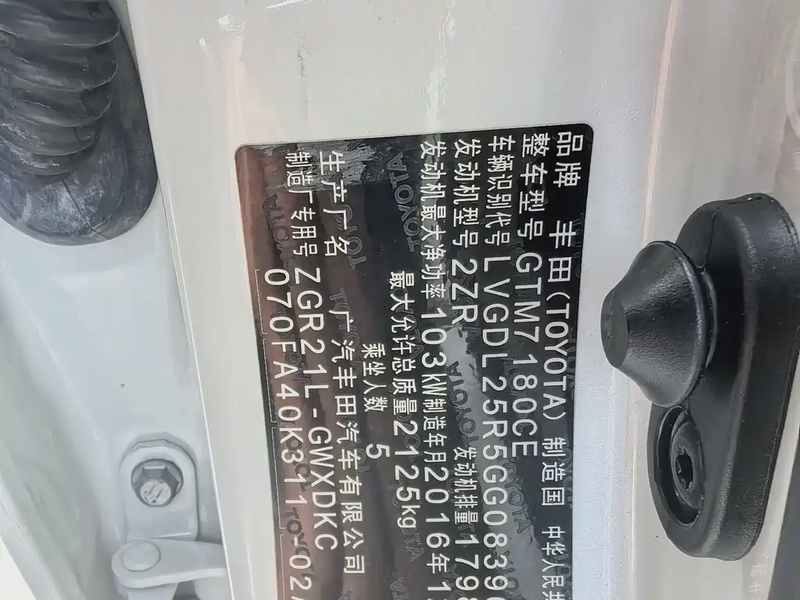 品牌 丰田(TOYOTA) 制造国 中华人民共
整车型号 GTM7180CE
车辆识别代号 LVGDL25R5GG0839
发动机型号 2ZR 发动机排量 1798
发动机最大净功率 103kW 制造年月 2016年1
最大允许总质量 2125kg
乘坐人数 5
生产厂名 广汽丰田汽车有限公司
制造厂专用号 ZGR21L-GWXDKC
070FA40K311-02